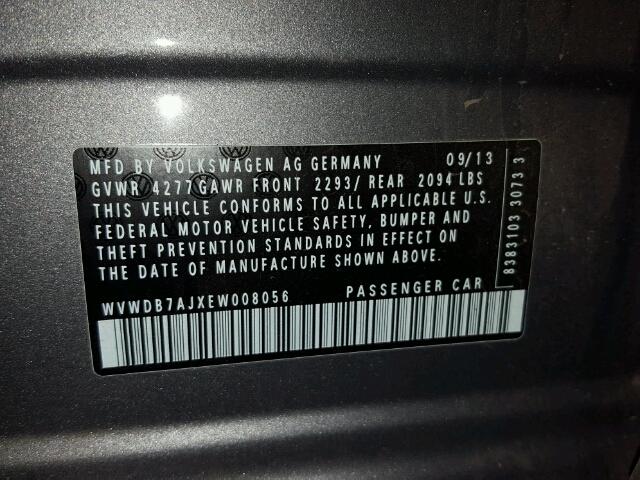 MFD BY VOLKSWAGEN AG GERMANY 09/13
GVWR 4277 GAWR FRONT 2293/ REAR 2094 LBS
THIS VEHICLE CONFORMS TO ALL APPLICABLE U.S.
FEDERAL MOTOR VEHICLE SAFETY, BUMPER AND
THEFT PREVENTION STANDARDS IN EFFECT ON
THE DATE OF MANUFACTURE SHOWN ABOVE.
WVWDB7AJXEW008056 PASSENGER CAR
8383103 3073 3